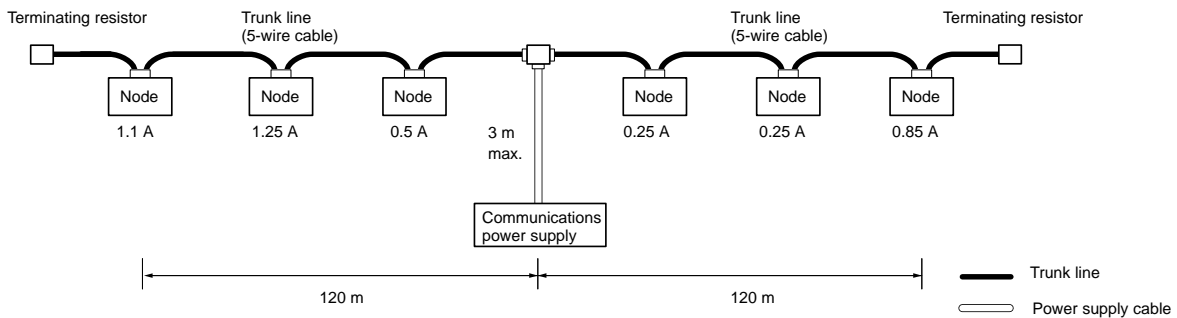 Terminating resistor
Trunk line
(5-wire cable)
Trunk line
(5-wire cable)
Terminating resistor
Node
Node
Node
Node
Node
Node
1.1 A
1.25 A
0.5 A
3 m
max.
0.25 A
0.25 A
0.85 A
Communications
power supply
120 m
120 m
Trunk line
Power supply cable